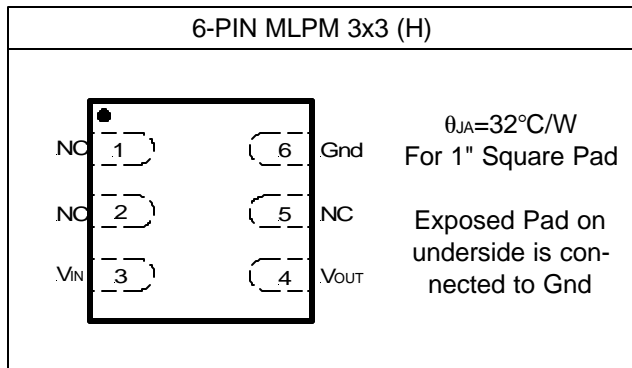 6-PIN MLPM 3x3 (H)
NC 1 6 Gnd
NC 2 5 NC
VIN 3 4 VOUT
θJA=32°C/W
For 1" Square Pad
Exposed Pad on
underside is con-
nected to Gnd